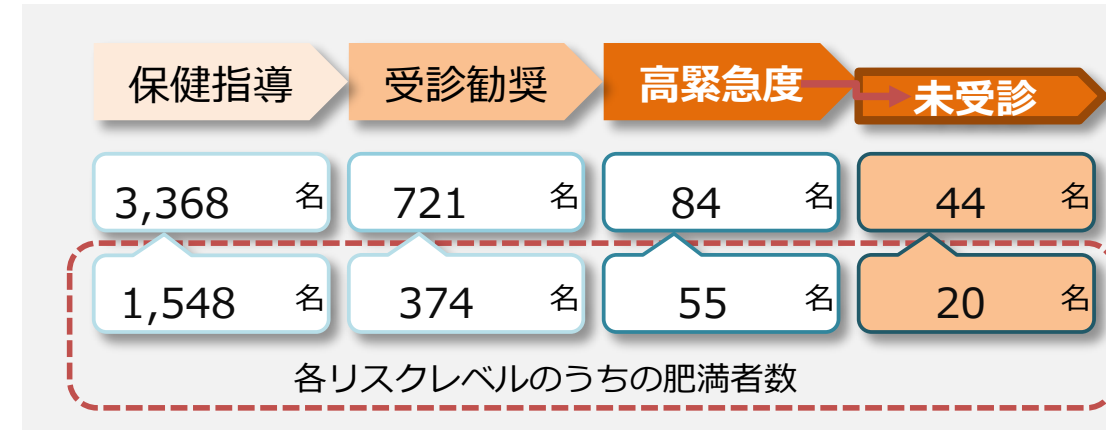 保健指導 受診勧奨 高緊急度 未受診
3,368 名 721 名 84 名 44 名
1,548 名 374 名 55 名 20 名
各リスクレベルのうちの肥満者数